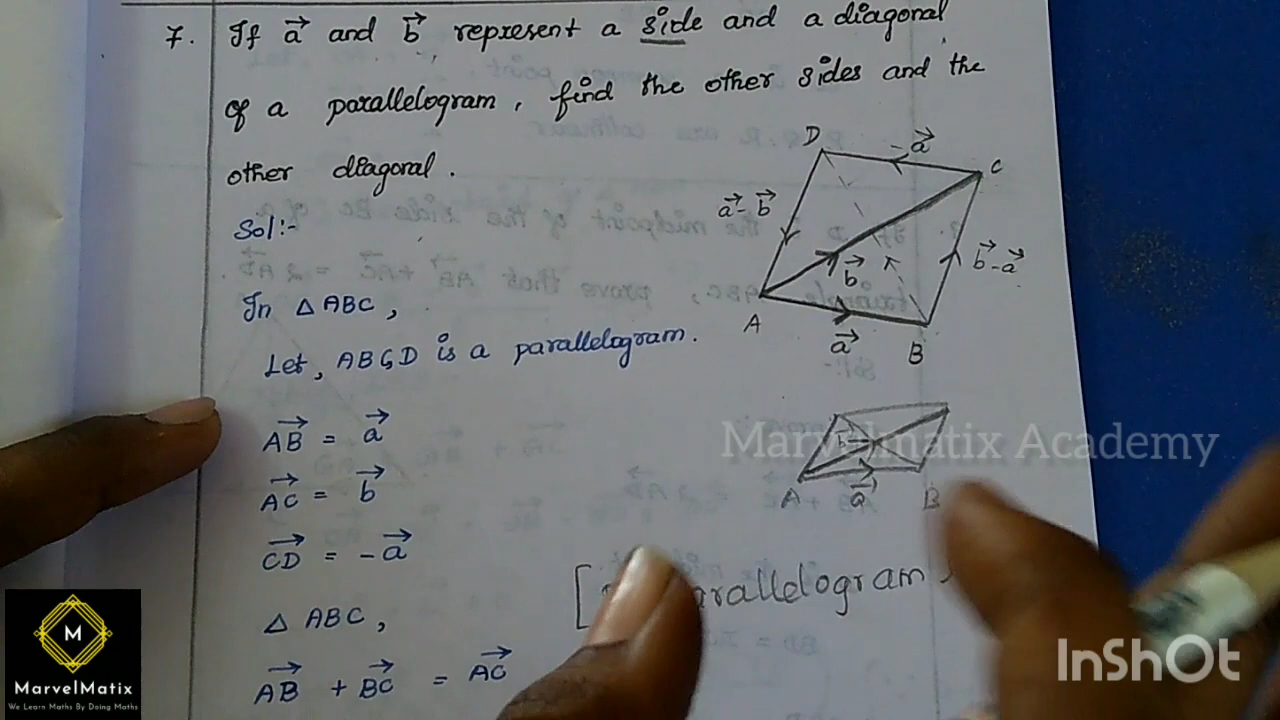 7. If a⃗ and b⃗ represent a side and a diagonal
of a parallelogram, find the other sides and the
other diagonal.
Sol:-
In △ ABC,
Let, ABCD is a parallelogram.
AB⃗ = a⃗
AC⃗ = b⃗
CD⃗ = -a⃗
△ ABC,
AB⃗ + BC⃗ = AC⃗
D
-a⃗
C
a⃗-b⃗
b⃗
b⃗-a⃗
A
a⃗
B
b
A
a⃗
B
Marvelmatix Academy
M
MarvelMatix
We Learn Maths By Doing Maths
InShOt